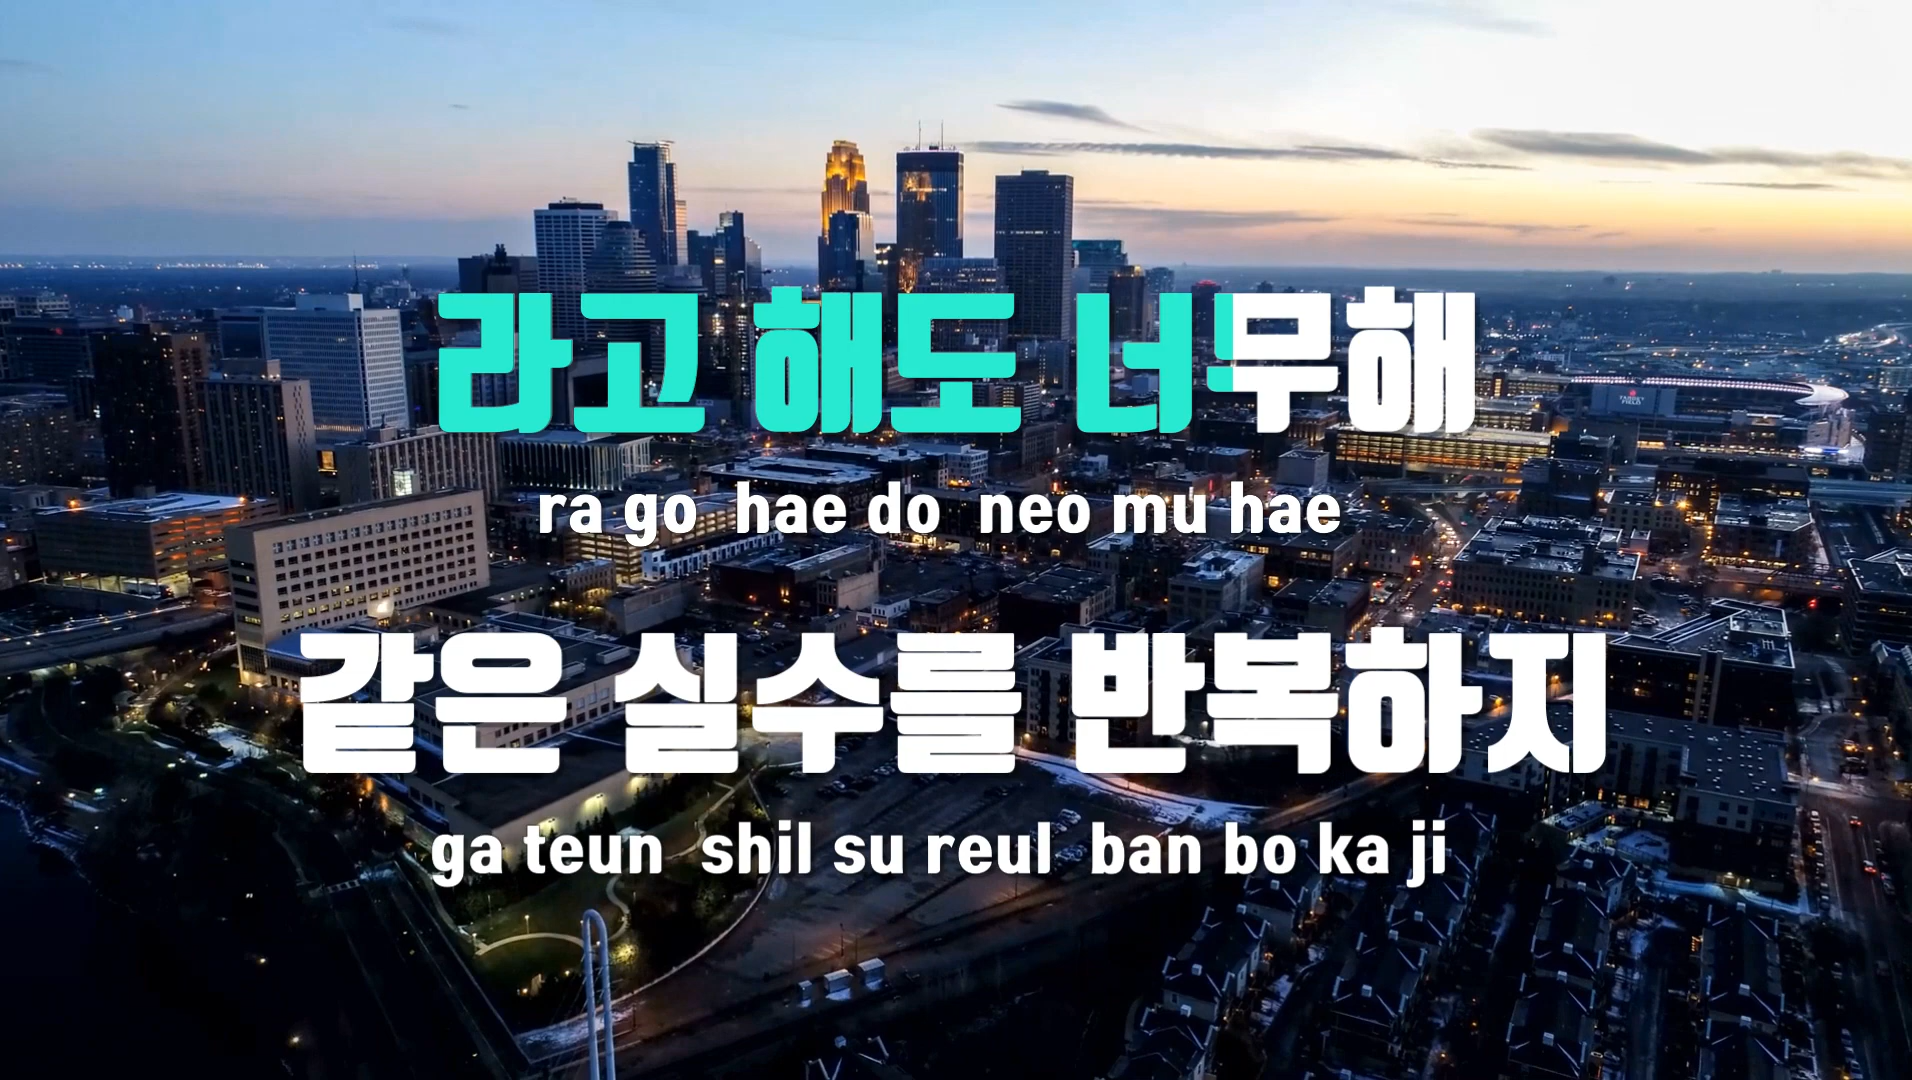 라고 해도 너무해
ra go hae do neo mu hae
같은 실수를 반복하지
ga teun shil su reul ban bo ka ji